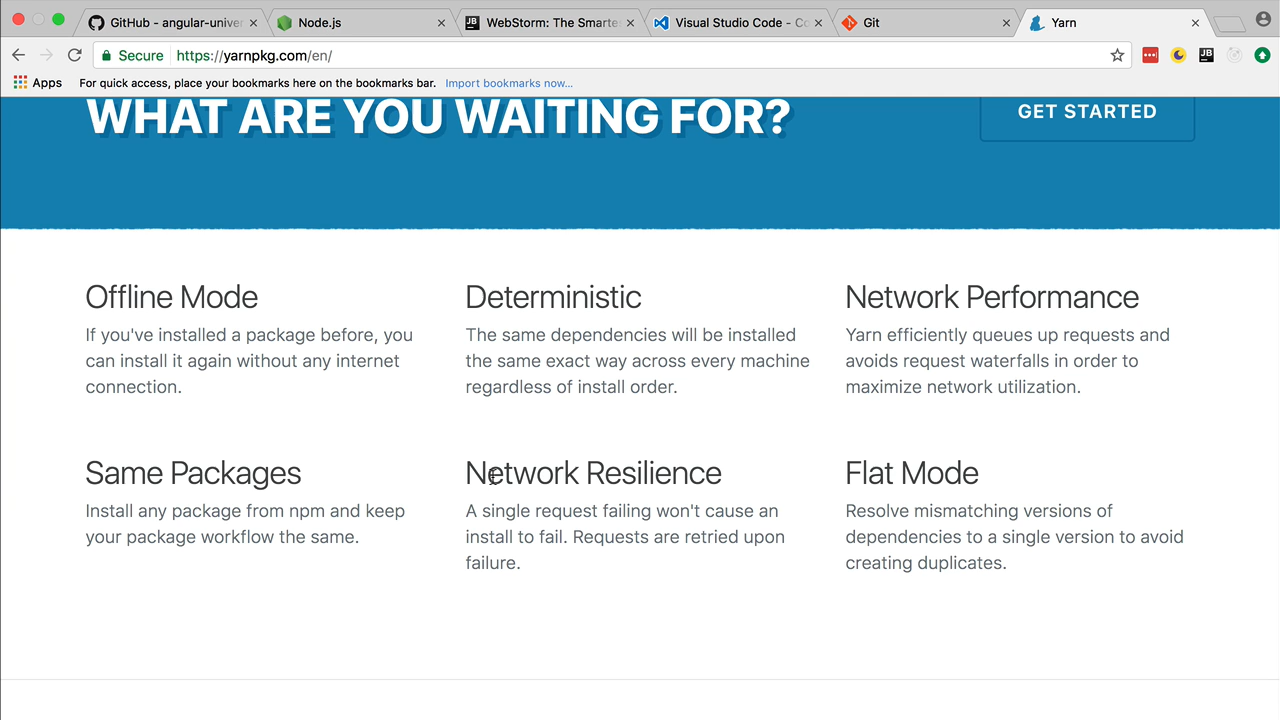 GitHub - angular-univer
Node.js
WebStorm: The Smartes
Visual Studio Code - Co
Git
Yarn
Secure
https://yarnpkg.com/en/
JB
Apps
For quick access, place your bookmarks here on the bookmarks bar.
Import bookmarks now...
WHAT ARE YOU WAITING FOR?
GET STARTED
Offline Mode
If you've installed a package before, you
can install it again without any internet
connection.
Deterministic
The same dependencies will be installed
the same exact way across every machine
regardless of install order.
Network Performance
Yarn efficiently queues up requests and
avoids request waterfalls in order to
maximize network utilization.
Same Packages
Install any package from npm and keep
your package workflow the same.
Network Resilience
A single request failing won't cause an
install to fail. Requests are retried upon
failure.
Flat Mode
Resolve mismatching versions of
dependencies to a single version to avoid
creating duplicates.